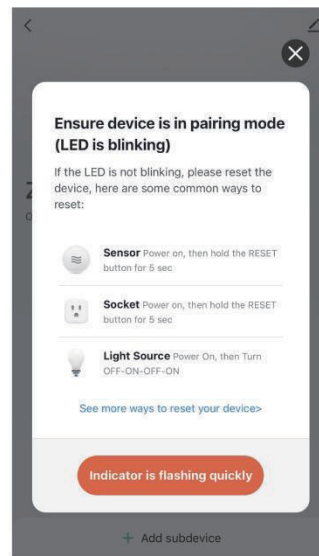 Ensure device is in pairing mode
(LED is blinking)
If the LED is not blinking, please reset the
device, here are some common ways to
reset:
Sensor Power on, then hold the RESET
button for 5 sec
Socket Power on, then hold the RESET
button for 5 sec
Light Source Power On, then Turn
OFF-ON-OFF-ON
See more ways to reset your device>
Indicator is flashing quickly
+ Add subdevice